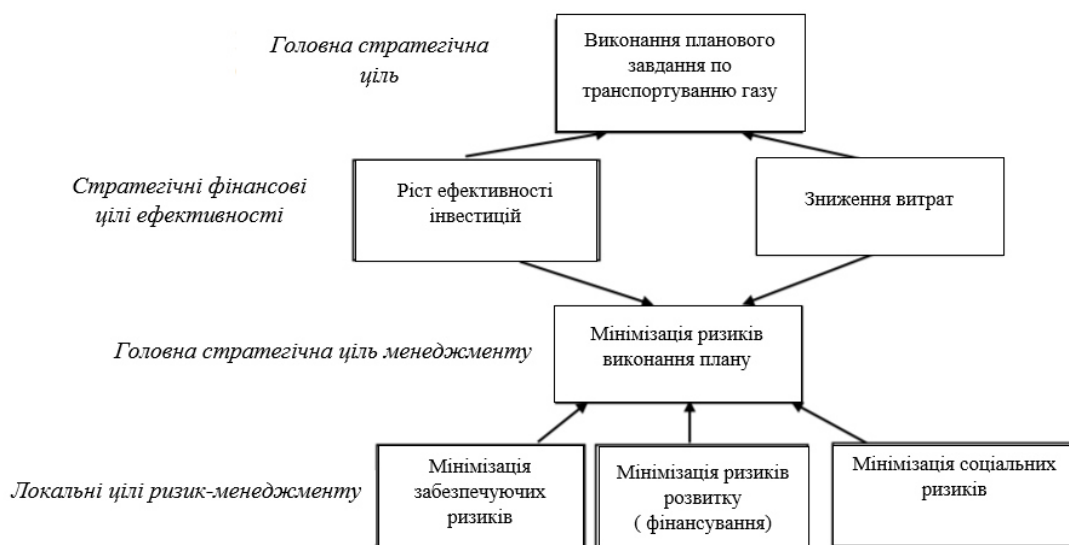 Головна стратегічна
ціль
Виконання планового
завдання по
транспортуванню газу
Стратегічні фінансові
цілі ефективності
Ріст ефективності
інвестицій
Зниження витрат
Головна стратегічна ціль менеджменту
Мінімізація ризиків
виконання плану
Локальні цілі ризик-менеджменту
Мінімізація
забезпечуючих
ризиків
Мінімізація ризиків
розвитку
( фінансування)
Мінімізація соціальних
ризиків